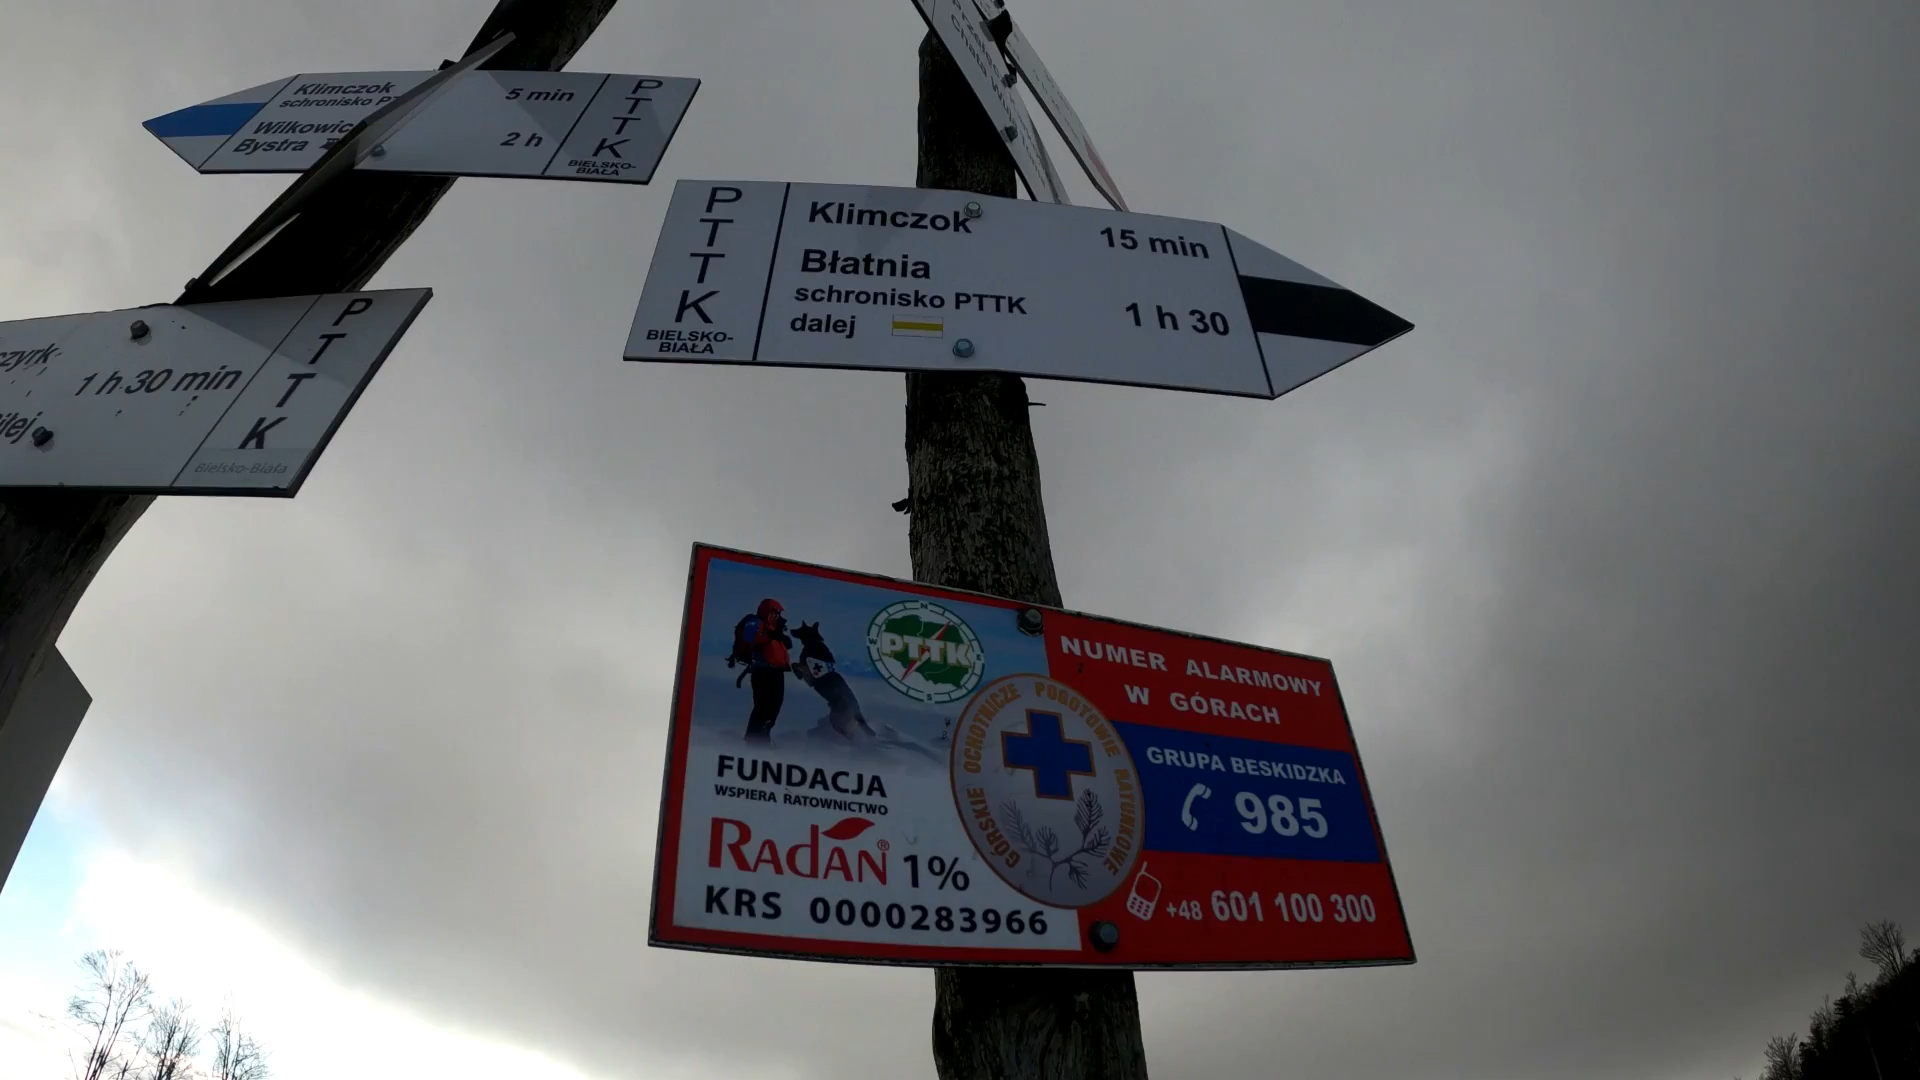 Klimczok 5 min
schronisko
Bystra 2 h
PTTK
BIELSKO-
BIAŁA
1 h 30 min
PTTK
Bielsko-Biała
PTTK
BIELSKO-
BIAŁA
Klimczok 15 min
Błatnia
schronisko PTTK
dalej 1 h 30
PTTK
N
S
W
GÓRSKIE OCHOTNICZE POGOTOWIE RATUNKOWE
FUNDACJA
WSPIERA RATOWNICTWO
RADAN® 1%
KRS 0000283966
NUMER ALARMOWY
W GÓRACH
GRUPA BESKIDZKA
985
+48 601 100 300